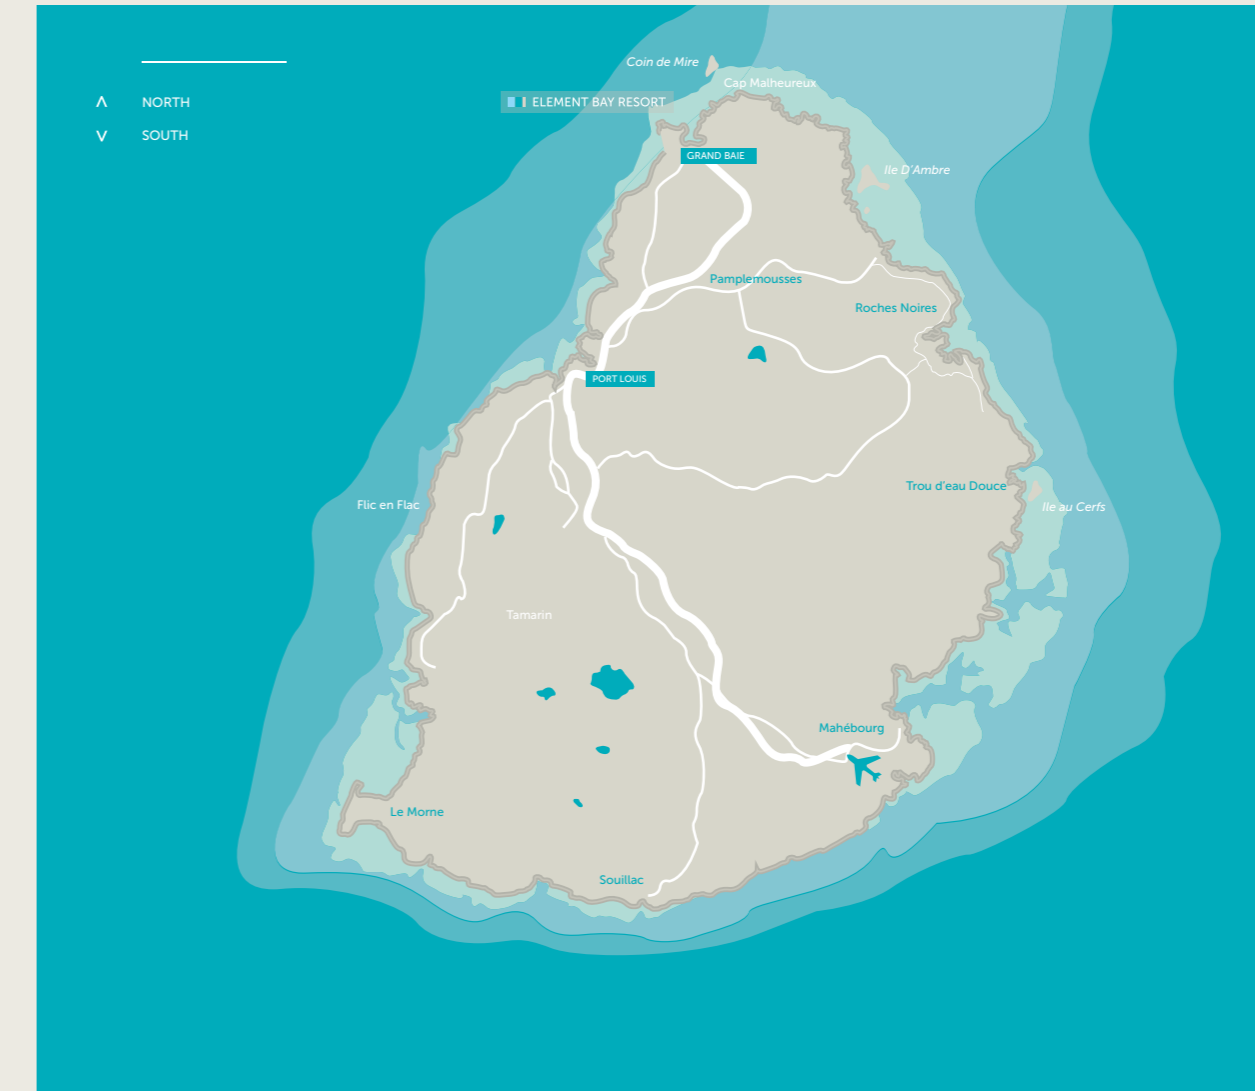 Coin de Mire
Cap Malheureux
NORTH
ELEMENT BAY RESORT
SOUTH
GRAND BAIE
Ile D'Ambre
Pamplemousses
Roches Noires
PORT LOUIS
Trou d'eau Douce
Flic en Flac
Ile au Cerfs
Tamarin
Mahébourg
Le Morne
Souillac